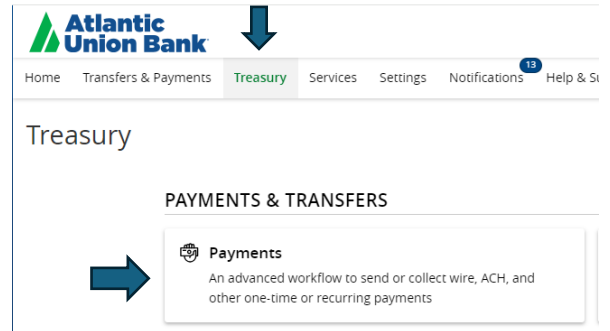 Atlantic
Union Bank
Home Transfers & Payments Treasury Services Settings Notifications 13 Help &
Treasury
PAYMENTS & TRANSFERS
Payments
An advanced workflow to send or collect wire, ACH, and
other one-time or recurring payments